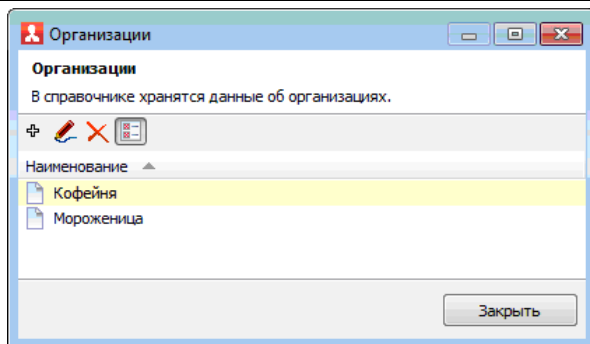 Организации
Организации
В справочнике хранятся данные об организациях.
Наименование
Кофейня
Мороженица
Закрыть